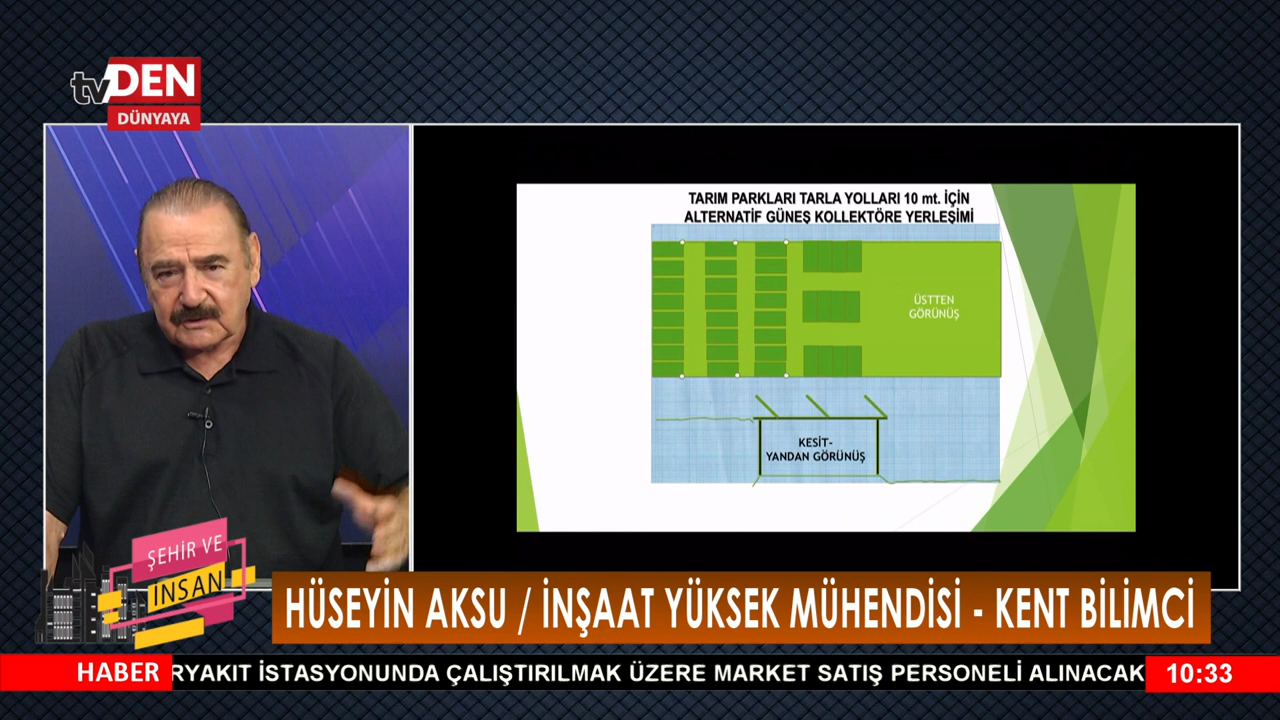 tvDEN
DÜNYAYA
TARIM PARKLARI TARLA YOLLARI 10 mt. İÇİN
ALTERNATİF GÜNEŞ KOLLEKTÖRE YERLEŞİMİ
ÜSTTEN
GÖRÜNÜŞ
KESİT-
YANDAN GÖRÜNÜŞ
ŞEHİR VE
İNSAN
HÜSEYİN AKSU / İNŞAAT YÜKSEK MÜHENDİSİ - KENT BİLİMCİ
HABER
RYAKIT İSTASYONUNDA ÇALIŞTIRILMAK ÜZERE MARKET SATIŞ PERSONELİ ALINACAK
10:33